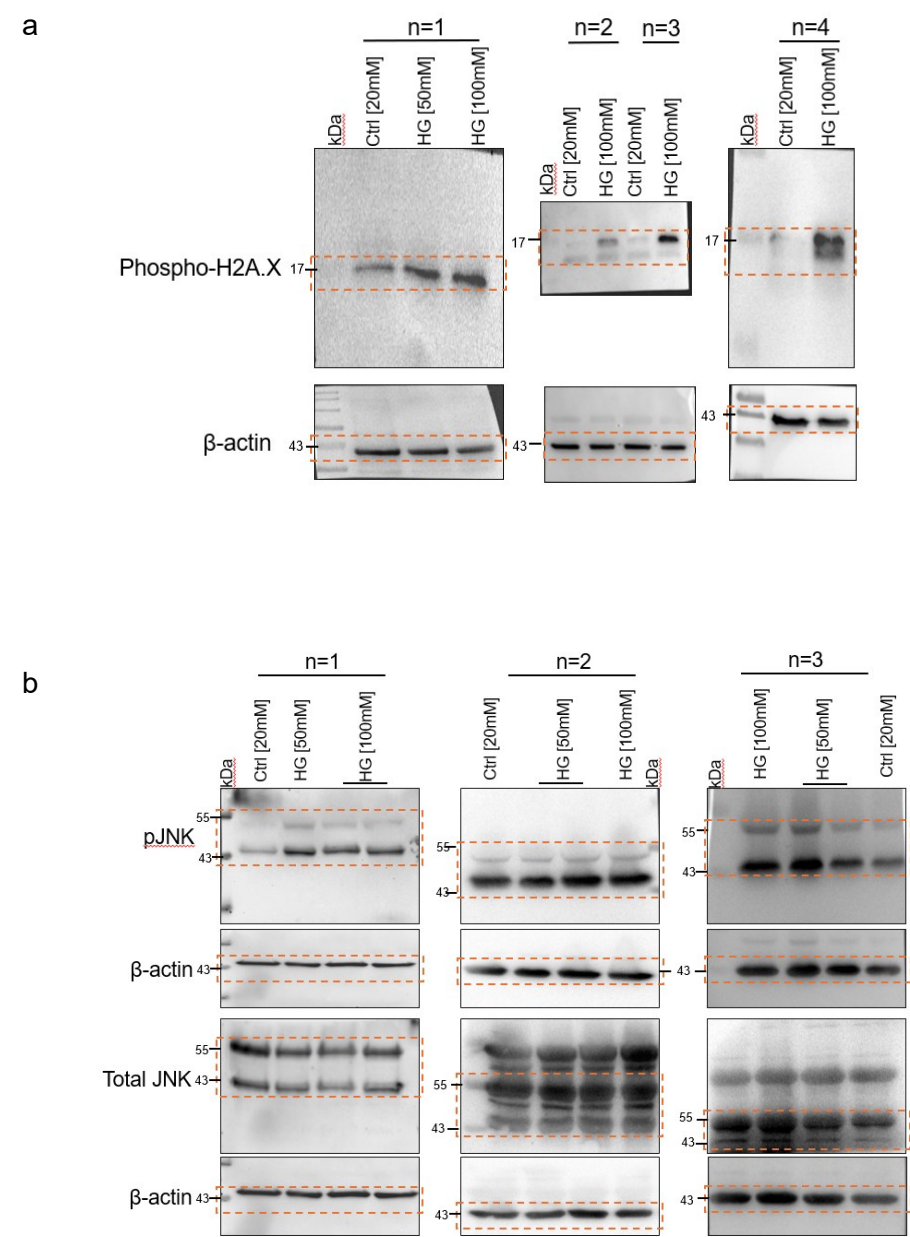 a
n=1
n=2
n=3
n=4
kDa
Ctrl [20mM]
HG [50mM]
HG [100mM]
kDa
Ctrl [20mM]
HG [100mM]
Ctrl [20mM]
HG [100mM]
kDa
Ctrl [20mM]
HG [100mM]
Phospho-H2A.X
17
17
17
β-actin
43
43
43
b
n=1
n=2
n=3
kDa
Ctrl [20mM]
HG [50mM]
HG [100mM]
Ctrl [20mM]
HG [50mM]
HG [100mM]
kDa
kDa
HG [100mM]
HG [50mM]
Ctrl [20mM]
pJNK
55
43
55
43
55
43
β-actin
43
43
Total JNK
55
43
55
43
55
43
β-actin
43
43
43